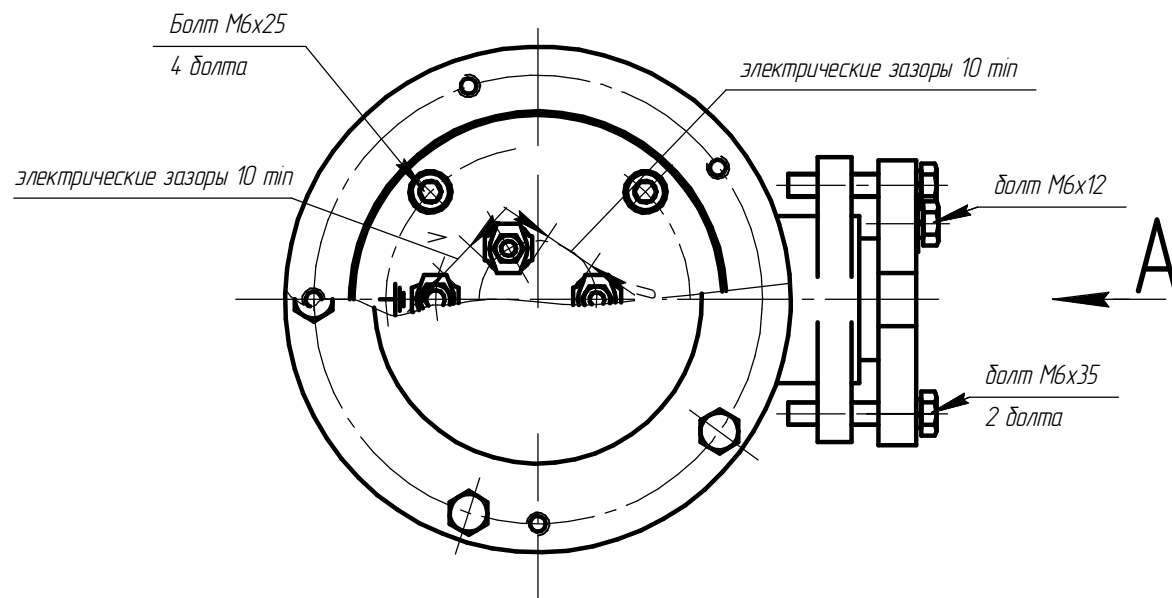 Болт М6х25
4 болта
электрические зазоры 10 min
электрические зазоры 10 min
болт М6х12
А
болт М6х35
2 болта